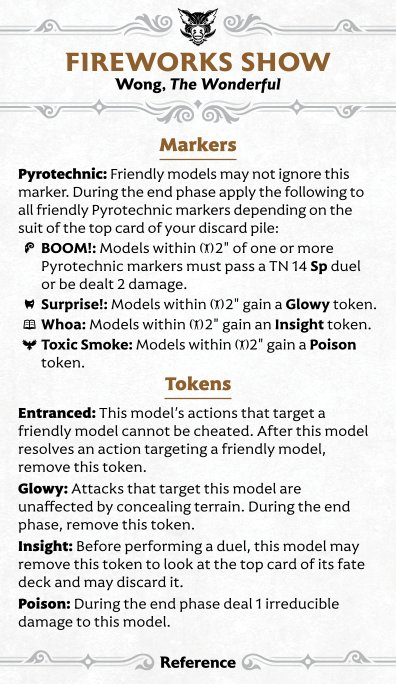 FIREWORKS SHOW
Wong, The Wonderful
Markers
Pyrotechnic: Friendly models may not ignore this
marker. During the end phase apply the following to
all friendly Pyrotechnic markers depending on the
suit of the top card of your discard pile:
BOOM!: Models within 2" of one or more
Pyrotechnic markers must pass a TN 14 Sp duel
or be dealt 2 damage.
Surprise!: Models within 2" gain a Glowy token.
Whoa: Models within 2" gain an Insight token.
Toxic Smoke: Models within 2" gain a Poison
token.
Tokens
Entranced: This model's actions that target a
friendly model cannot be cheated. After this model
resolves an action targeting a friendly model,
remove this token.
Glowy: Attacks that target this model are
unaffected by concealing terrain. During the end
phase, remove this token.
Insight: Before performing a duel, this model may
remove this token to look at the top card of its fate
deck and may discard it.
Poison: During the end phase deal 1 irreducible
damage to this model.
Reference